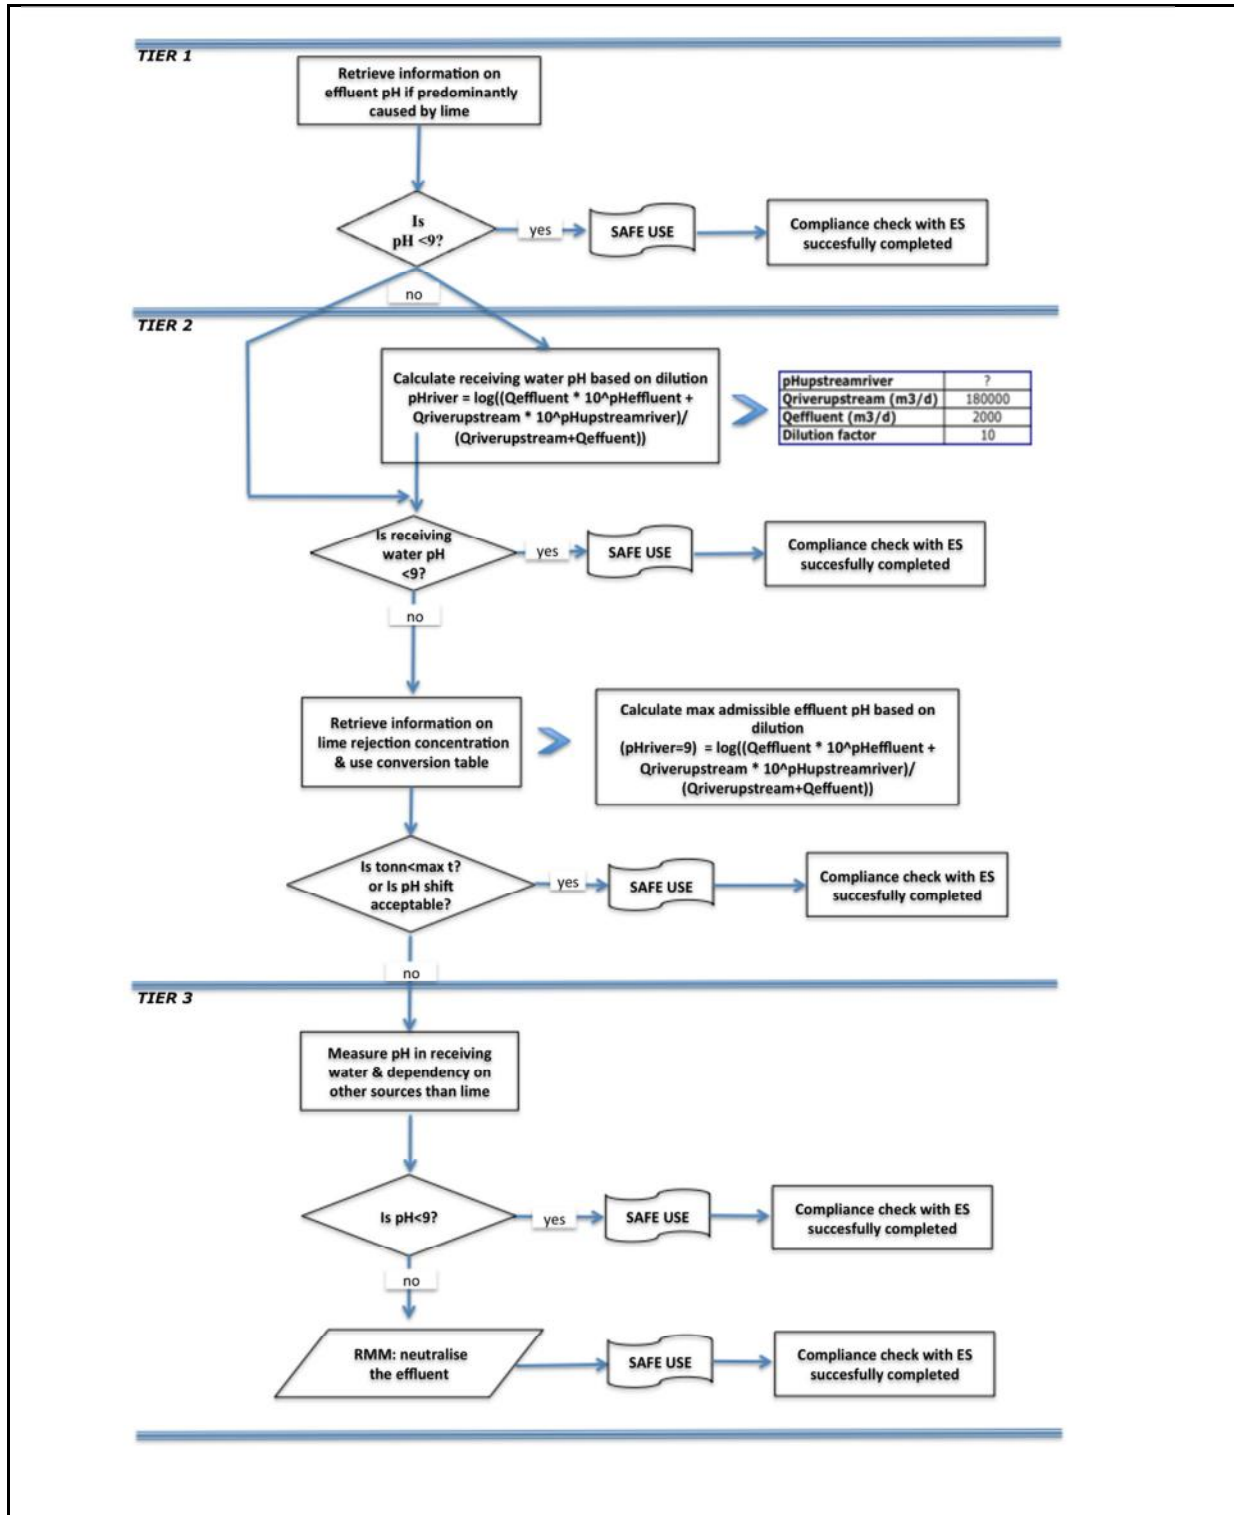 TIER 1
Retrieve information on
effluent pH if predominantly
caused by lime
Is
pH <9?
yes
SAFE USE
Compliance check with ES
succesfully completed
no
TIER 2
Calculate receiving water pH based on dilution
pHriver = log((Qeffluent * 10^pHeffluent +
Qriverupstream * 10^pHupstreamriver)/
(Qriverupstream+Qeffuent))
pHupstreamriver ?
Qriverupstream (m3/d) 180000
Qeffluent (m3/d) 2000
Dilution factor 10
Is receiving
water pH
<9?
yes
SAFE USE
Compliance check with ES
succesfully completed
no
Retrieve information on
lime rejection concentration
& use conversion table
Calculate max admissible effluent pH based on
dilution
(pHriver=9) = log((Qeffluent * 10^pHeffluent +
Qriverupstream * 10^pHupstreamriver)/
(Qriverupstream+Qeffuent))
Is tonn<max t?
or Is pH shift
acceptable?
yes
SAFE USE
Compliance check with ES
succesfully completed
no
TIER 3
Measure pH in receiving
water & dependency on
other sources than lime
Is pH<9?
yes
SAFE USE
Compliance check with ES
succesfully completed
no
RMM: neutralise
the effluent
SAFE USE
Compliance check with ES
succesfully completed